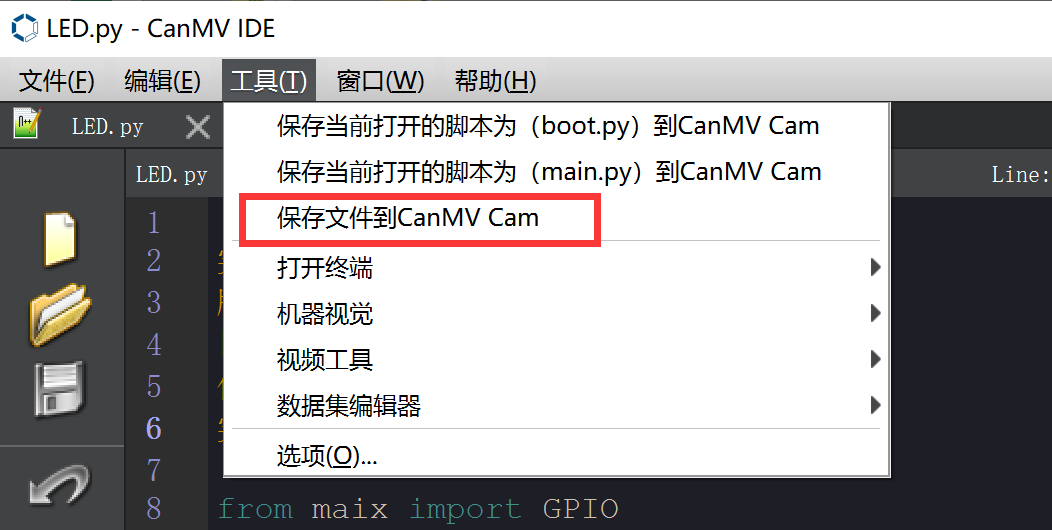 LED.py - CanMV IDE
文件(F) 编辑(E) 工具(T) 窗口(W) 帮助(H)
LED.py
保存当前打开的脚本为（boot.py）到CanMV Cam
保存当前打开的脚本为（main.py）到CanMV Cam
保存文件到CanMV Cam
打开终端
机器视觉
视频工具
数据集编辑器
选项(O)...
LED.py
Line:
1
2
3
4
5
6
7
8 from maix import GPIO